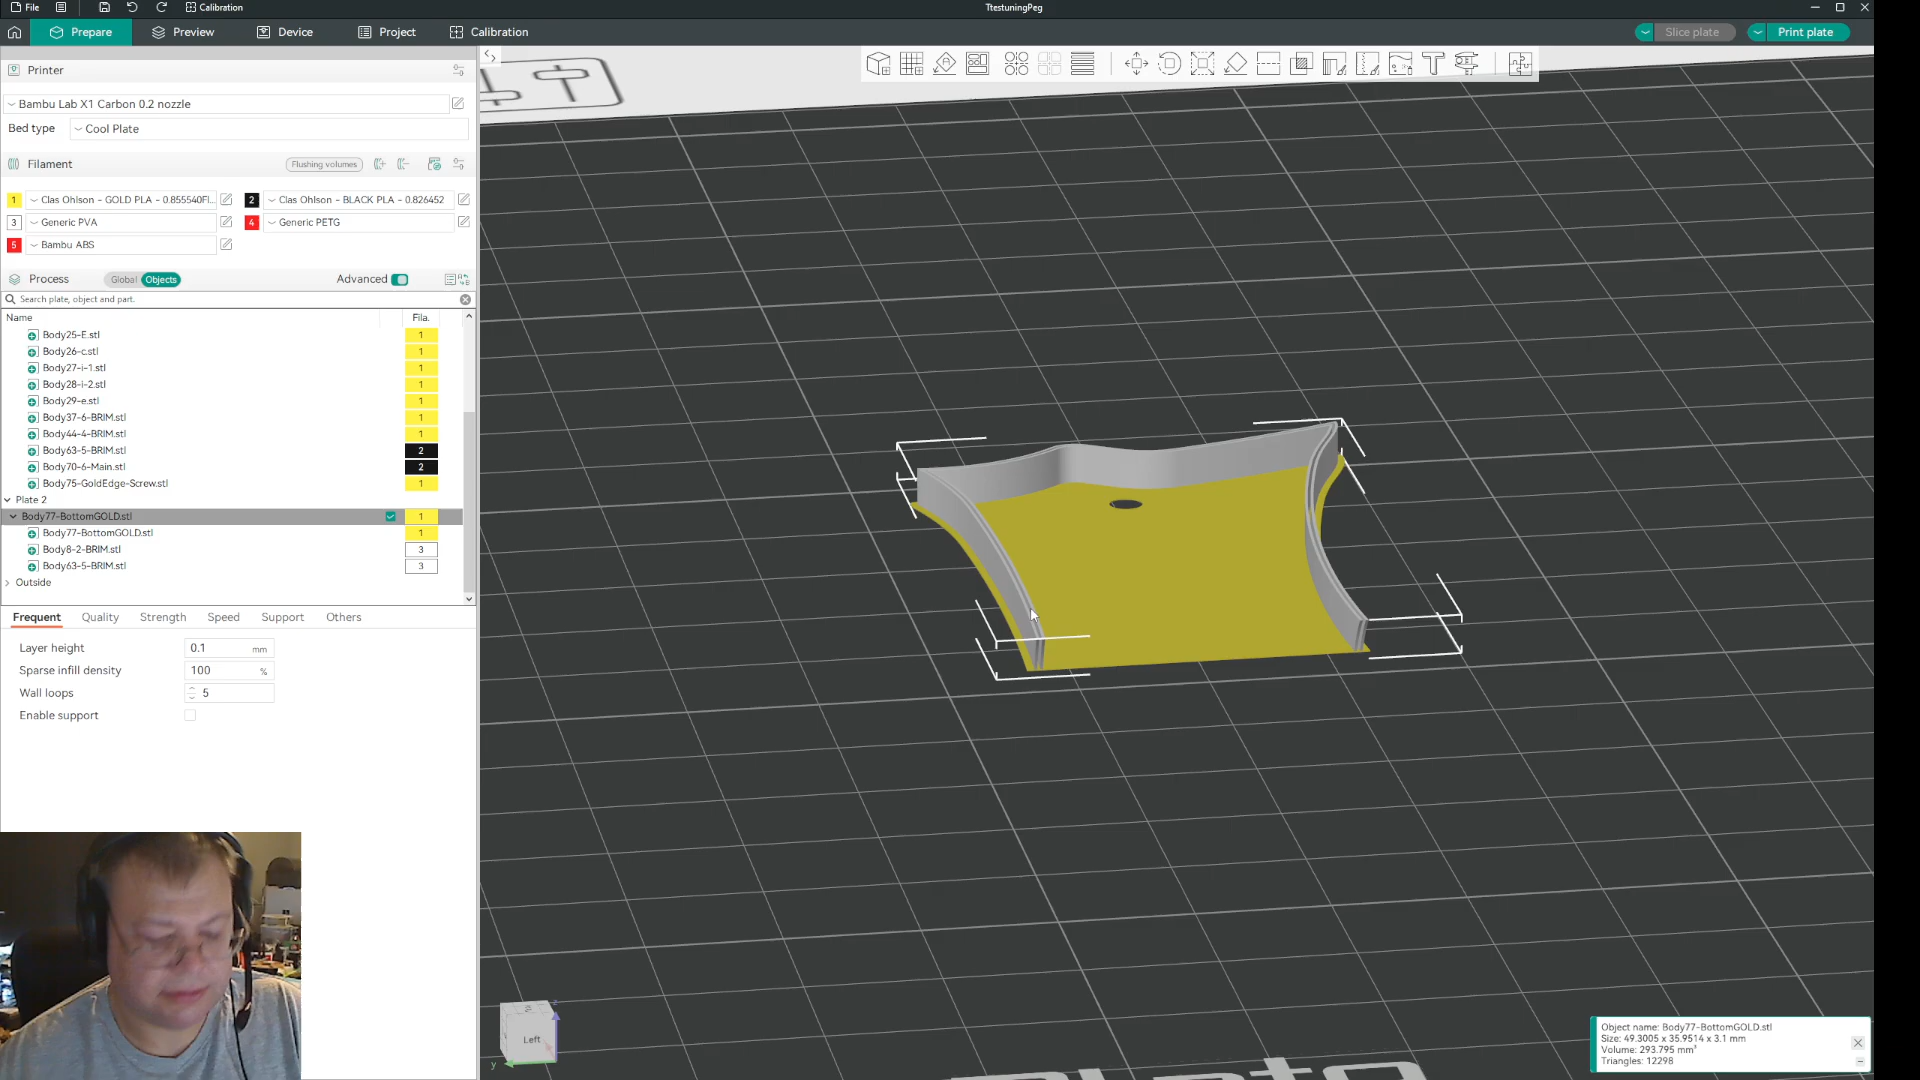 File
Calibration
TtestuningPeg
Prepare
Preview
Device
Project
Calibration
Slice plate
Print plate
Printer
Bambu Lab X1 Carbon 0.2 nozzle
Bed type
Cool Plate
Filament
Flushing volumes
1
Clas Ohlson - GOLD PLA - 0.855540Fl...
2
Clas Ohlson - BLACK PLA - 0.826452
3
Generic PVA
4
Generic PETG
5
Bambu ABS
Process
Global
Objects
Advanced
Search plate, object and part.
Name
Fila.
Body25-E.stl
1
Body26-c.stl
1
Body27-i-1.stl
1
Body28-i-2.stl
1
Body29-e.stl
1
Body37-6-BRIM.stl
1
Body44-4-BRIM.stl
1
Body63-5-BRIM.stl
2
Body70-6-Main.stl
2
Body75-GoldEdge-Screw.stl
1
Plate 2
Body77-BottomGOLD.stl
1
Body77-BottomGOLD.stl
1
Body8-2-BRIM.stl
3
Body63-5-BRIM.stl
3
Outside
Frequent
Quality
Strength
Speed
Support
Others
Layer height
0.1
mm
Sparse infill density
100
%
Wall loops
5
Enable support
Left
y
Object name: Body77-BottomGOLD.stl
Size: 49.3005 x 35.9514 x 3.1 mm
Volume: 293.795 mm³
Triangles: 12298